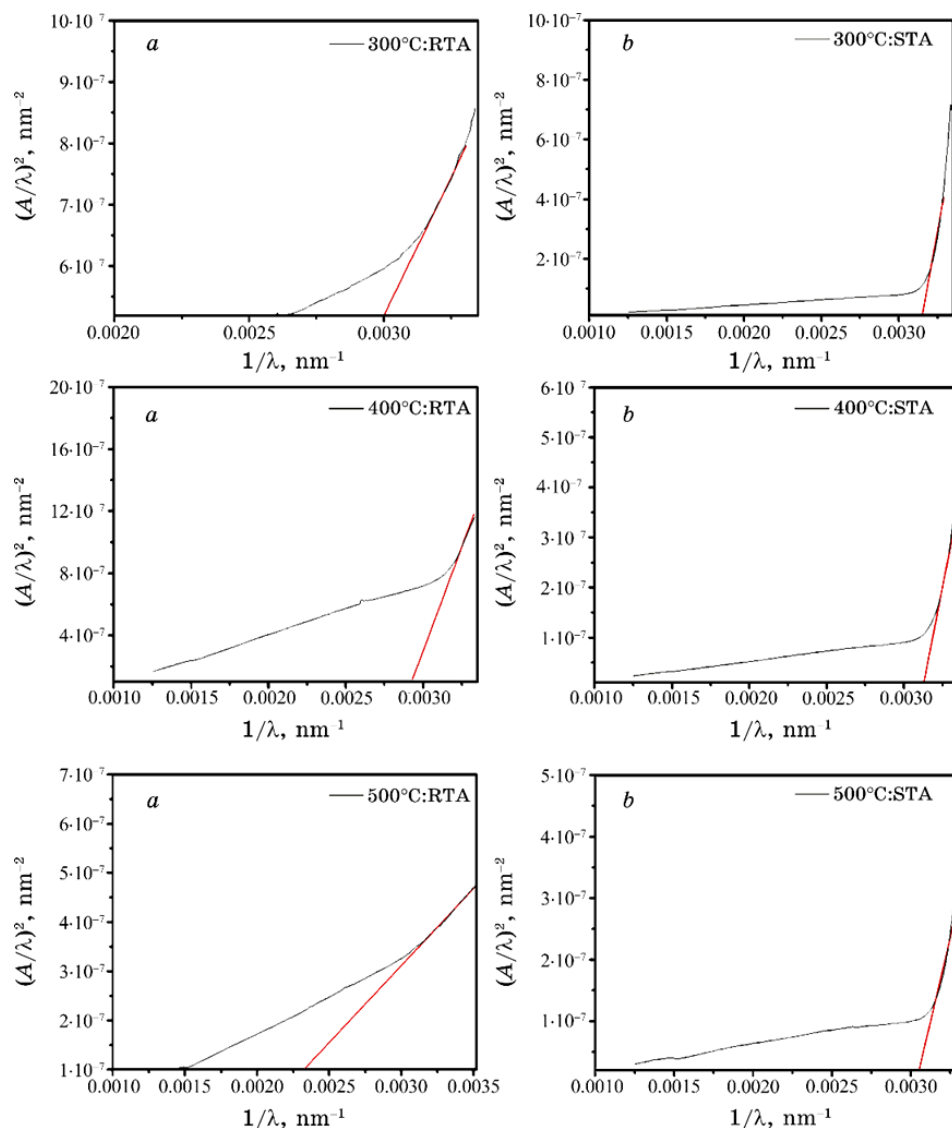 a
300°C:RTA
10·10⁻⁷
9·10⁻⁷
8·10⁻⁷
7·10⁻⁷
6·10⁻⁷
(A/λ)², nm⁻²
0.0020 0.0025 0.0030
1/λ, nm⁻¹
b
300°C:STA
10·10⁻⁷
8·10⁻⁷
6·10⁻⁷
4·10⁻⁷
2·10⁻⁷
(A/λ)², nm⁻²
0.0010 0.0015 0.0020 0.0025 0.0030
1/λ, nm⁻¹
a
400°C:RTA
20·10⁻⁷
16·10⁻⁷
12·10⁻⁷
8·10⁻⁷
4·10⁻⁷
(A/λ)², nm⁻²
0.0010 0.0015 0.0020 0.0025 0.0030
1/λ, nm⁻¹
b
400°C:STA
6·10⁻⁷
5·10⁻⁷
4·10⁻⁷
3·10⁻⁷
2·10⁻⁷
1·10⁻⁷
(A/λ)², nm⁻²
0.0010 0.0015 0.0020 0.0025 0.0030
1/λ, nm⁻¹
a
500°C:RTA
7·10⁻⁷
6·10⁻⁷
5·10⁻⁷
4·10⁻⁷
3·10⁻⁷
2·10⁻⁷
1·10⁻⁷
(A/λ)², nm⁻²
0.0010 0.0015 0.0020 0.0025 0.0030 0.0035
1/λ, nm⁻¹
b
500°C:STA
5·10⁻⁷
4·10⁻⁷
3·10⁻⁷
2·10⁻⁷
1·10⁻⁷
(A/λ)², nm⁻²
0.0010 0.0015 0.0020 0.0025 0.0030
1/λ, nm⁻¹